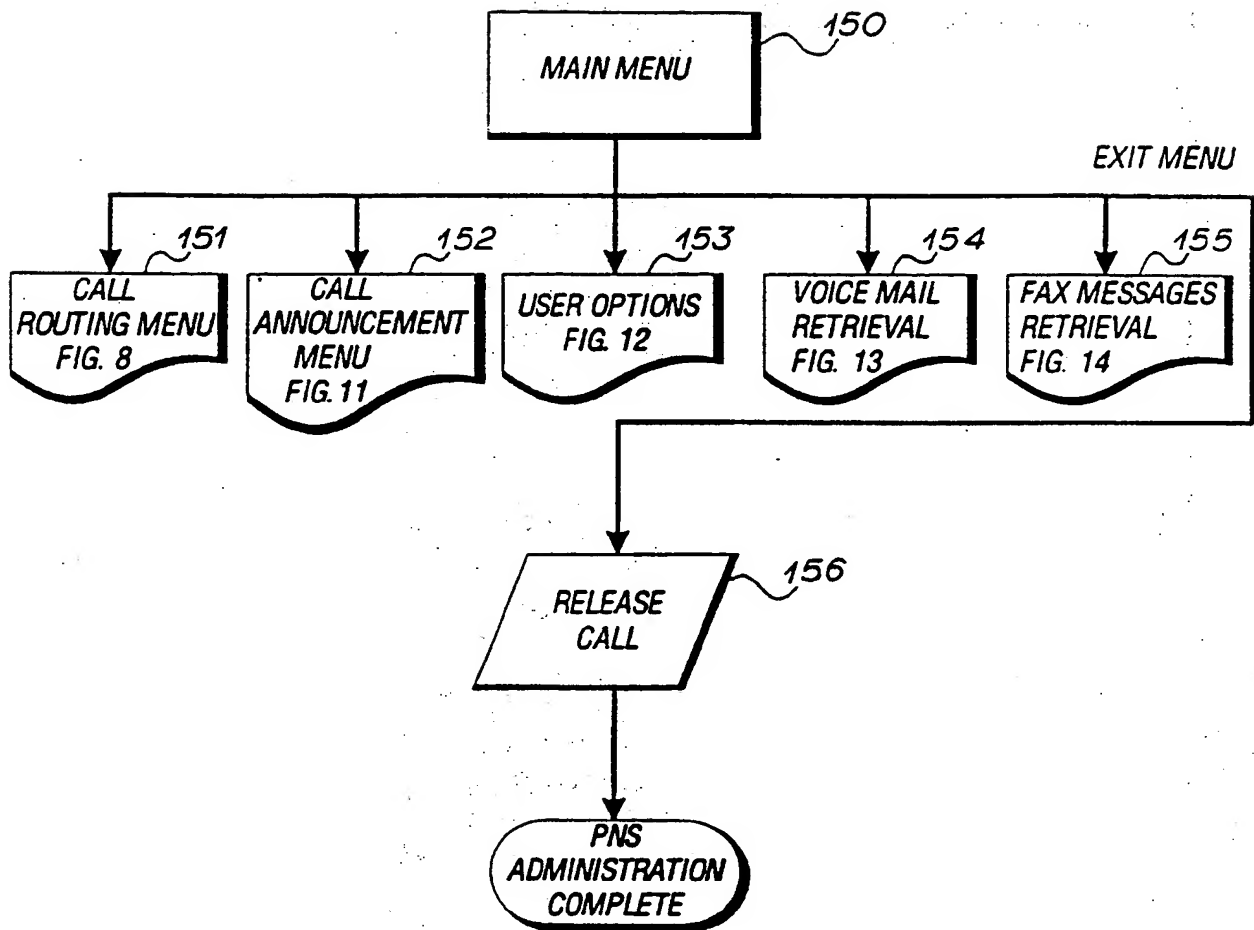 150
MAIN MENU
EXIT MENU
151
CALL
ROUTING MENU
FIG. 8
152
CALL
ANNOUNCEMENT
MENU
FIG. 11
153
USER OPTIONS
FIG. 12
154
VOICE MAIL
RETRIEVAL
FIG. 13
155
FAX MESSAGES
RETRIEVAL
FIG. 14
156
RELEASE
CALL
PNS
ADMINISTRATION
COMPLETE